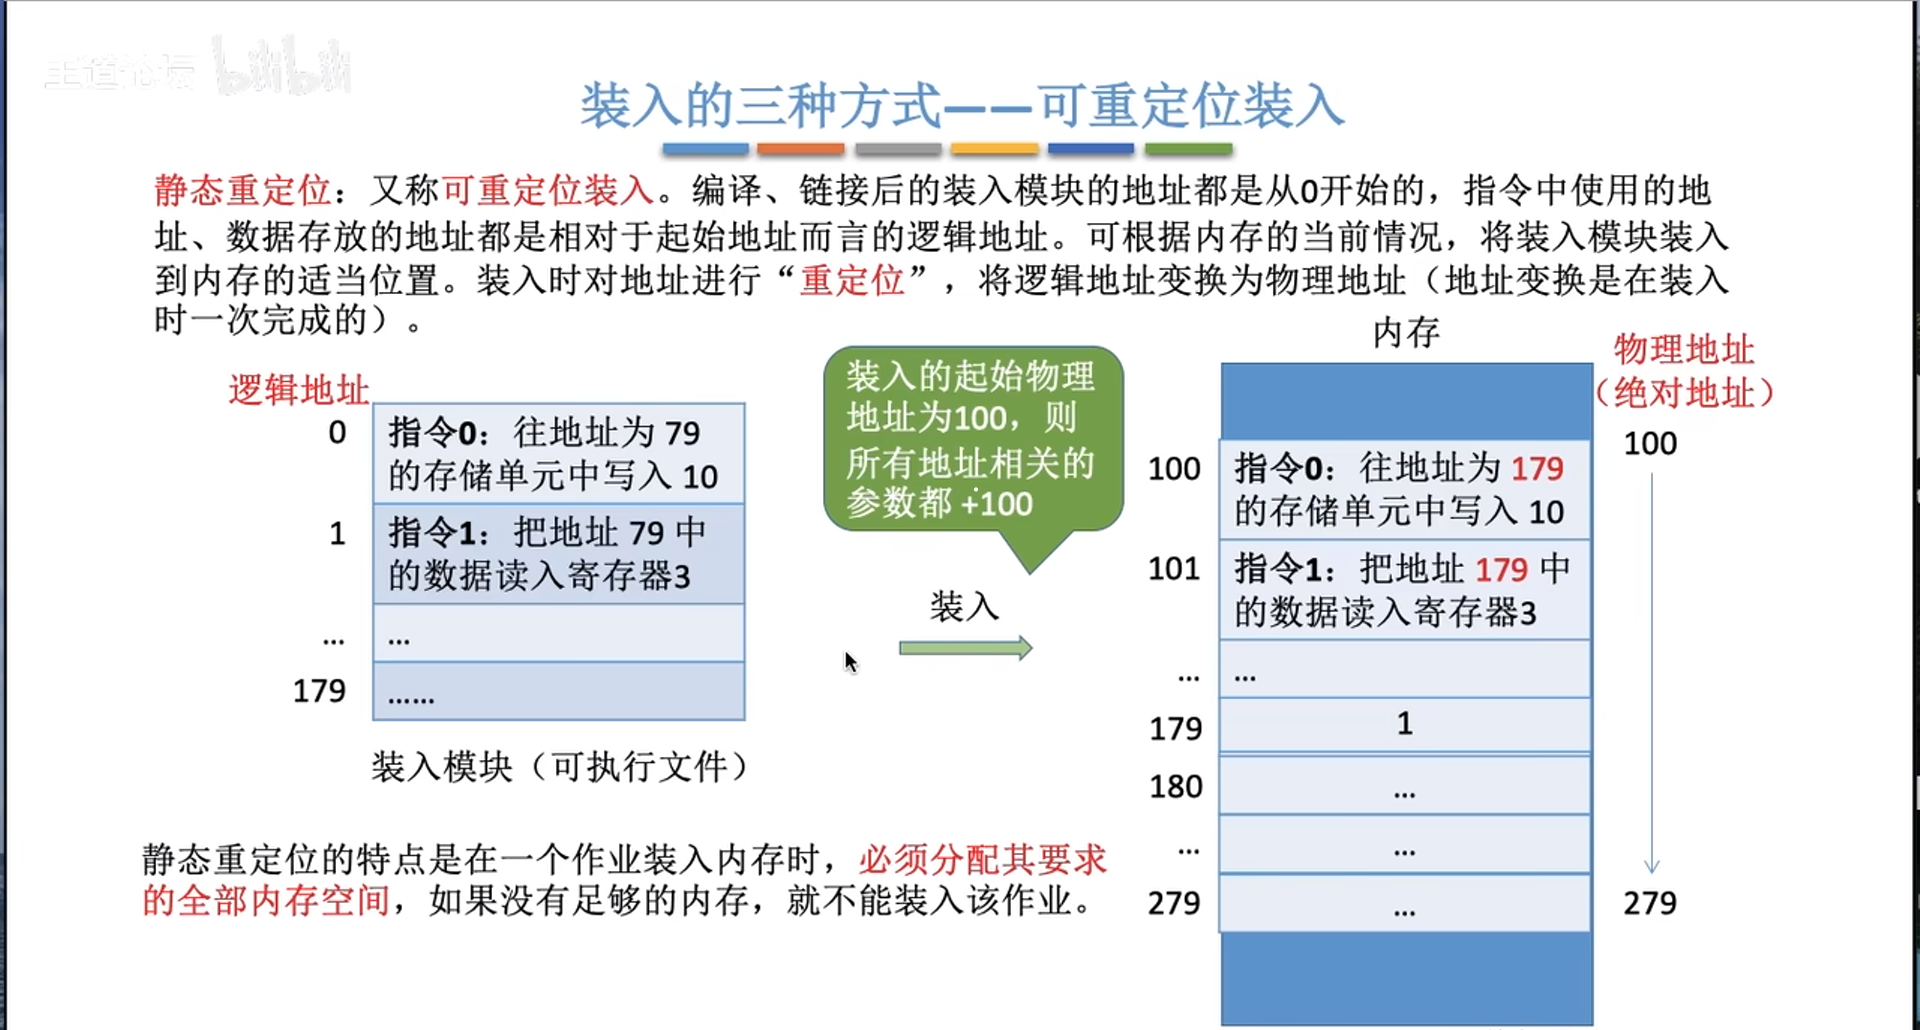 王道论坛 bilibili
装入的三种方式——可重定位装入
静态重定位：又称可重定位装入。编译、链接后的装入模块的地址都是从0开始的，指令中使用的地
址、数据存放的地址都是相对于起始地址而言的逻辑地址。可根据内存的当前情况，将装入模块装入
到内存的适当位置。装入时对地址进行“重定位”，将逻辑地址变换为物理地址（地址变换是在装入
时一次完成的）。
逻辑地址
0
指令0：往地址为 79
的存储单元中写入 10
1
指令1：把地址 79 中
的数据读入寄存器3
...
...
179
......
装入模块（可执行文件）
装入的起始物理
地址为100，则
所有地址相关的
参数都 +100
装入
内存
物理地址
（绝对地址）
100
100
指令0：往地址为 179
的存储单元中写入 10
101
指令1：把地址 179 中
的数据读入寄存器3
...
...
179
1
180
...
...
...
279
...
279
静态重定位的特点是在一个作业装入内存时，必须分配其要求
的全部内存空间，如果没有足够的内存，就不能装入该作业。